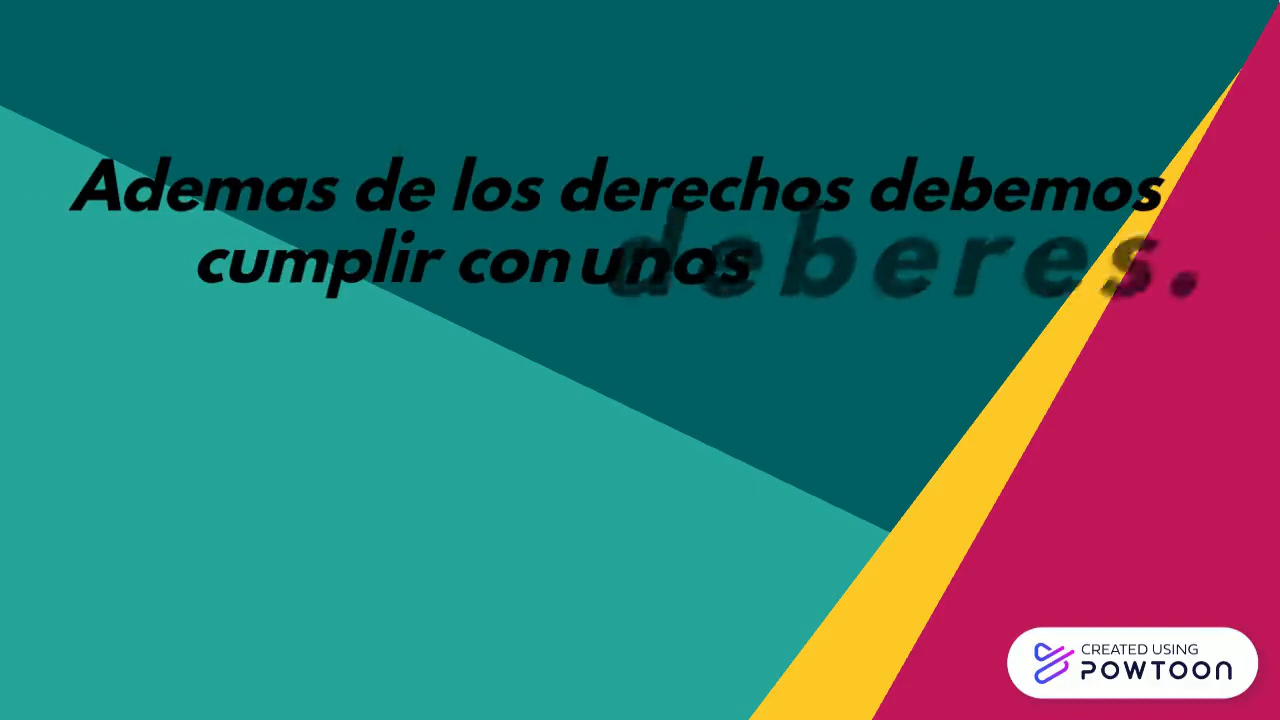 Ademas de los derechos debemos
cumplir con unos deberes.
CREATED USING
POWTOON